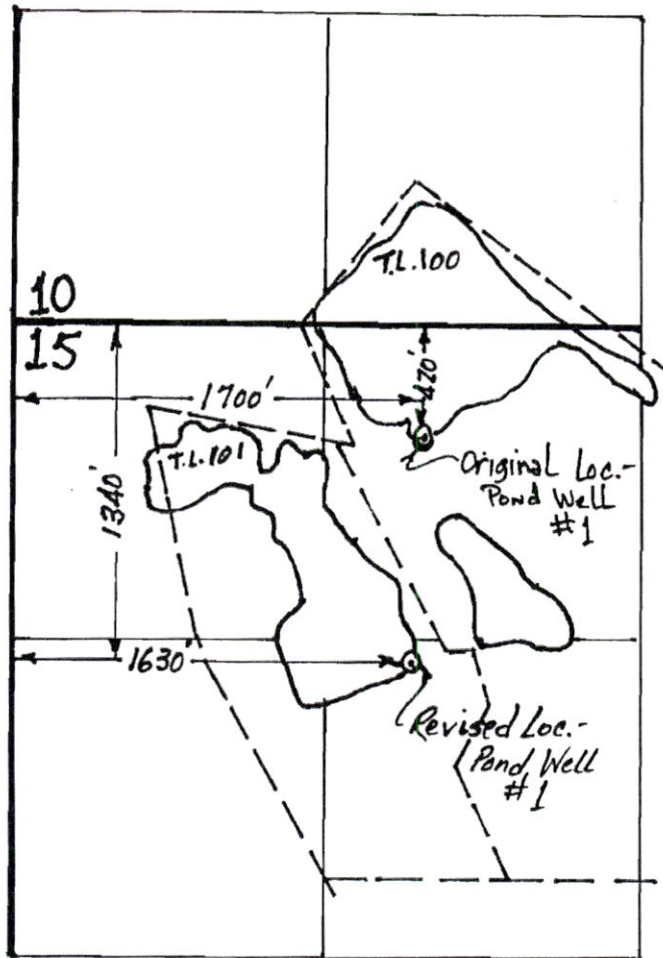 T.L.100
10
15
420'
1700'
T.L.101
Original Loc.-
Pond Well
#1
1340'
1630'
Revised Loc.-
Pond Well
#1